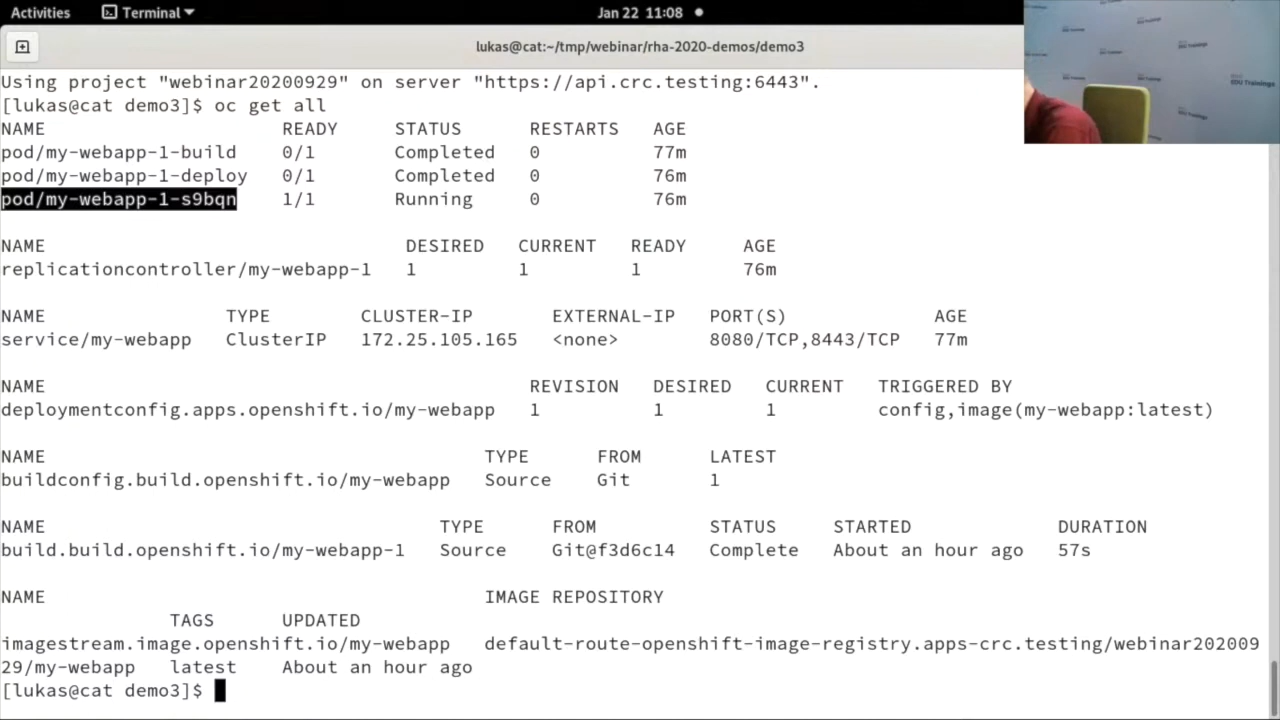 Activities Terminal Jan 22 11:08
lukas@cat:~/tmp/webinar/rha-2020-demos/demo3
Using project "webinar20200929" on server "https://api.crc.testing:6443".
[lukas@cat demo3]$ oc get all
NAME READY STATUS RESTARTS AGE
pod/my-webapp-1-build 0/1 Completed 0 77m
pod/my-webapp-1-deploy 0/1 Completed 0 76m
pod/my-webapp-1-s9bqn 1/1 Running 0 76m
NAME DESIRED CURRENT READY AGE
replicationcontroller/my-webapp-1 1 1 1 76m
NAME TYPE CLUSTER-IP EXTERNAL-IP PORT(S) AGE
service/my-webapp ClusterIP 172.25.105.165 <none> 8080/TCP,8443/TCP 77m
NAME REVISION DESIRED CURRENT TRIGGERED BY
deploymentconfig.apps.openshift.io/my-webapp 1 1 1 config,image(my-webapp:latest)
NAME TYPE FROM LATEST
buildconfig.build.openshift.io/my-webapp Source Git 1
NAME TYPE FROM STATUS STARTED DURATION
build.build.openshift.io/my-webapp-1 Source Git@f3d6c14 Complete About an hour ago 57s
NAME IMAGE REPOSITORY
TAGS UPDATED
imagestream.image.openshift.io/my-webapp default-route-openshift-image-registry.apps-crc.testing/webinar202009
29/my-webapp latest About an hour ago
[lukas@cat demo3]$